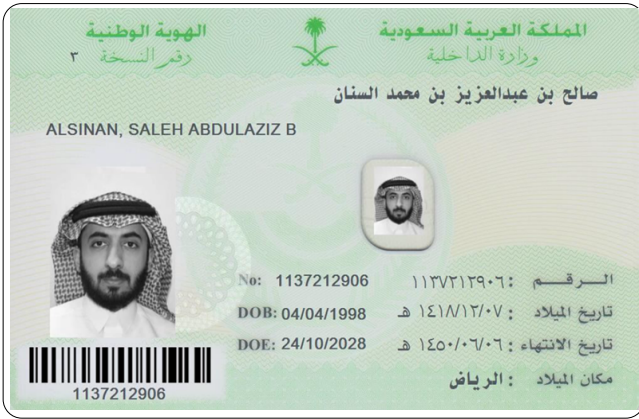 المملكة العربية السعودية
وزارة الداخلية
الهوية الوطنية
رقم النسخة ٣
صالح بن عبدالعزيز بن محمد السنان
ALSINAN, SALEH ABDULAZIZ B
No: 1137212906 الرقم : ١١٣٧٢١٢٩٠٦
DOB: 04/04/1998 تاريخ الميلاد : ١٤١٨/١٢/٠٧ هـ
DOE: 24/10/2028 تاريخ الانتهاء : ١٤٥٠/٠٦/٠٦ هـ
مكان الميلاد : الرياض
1137212906